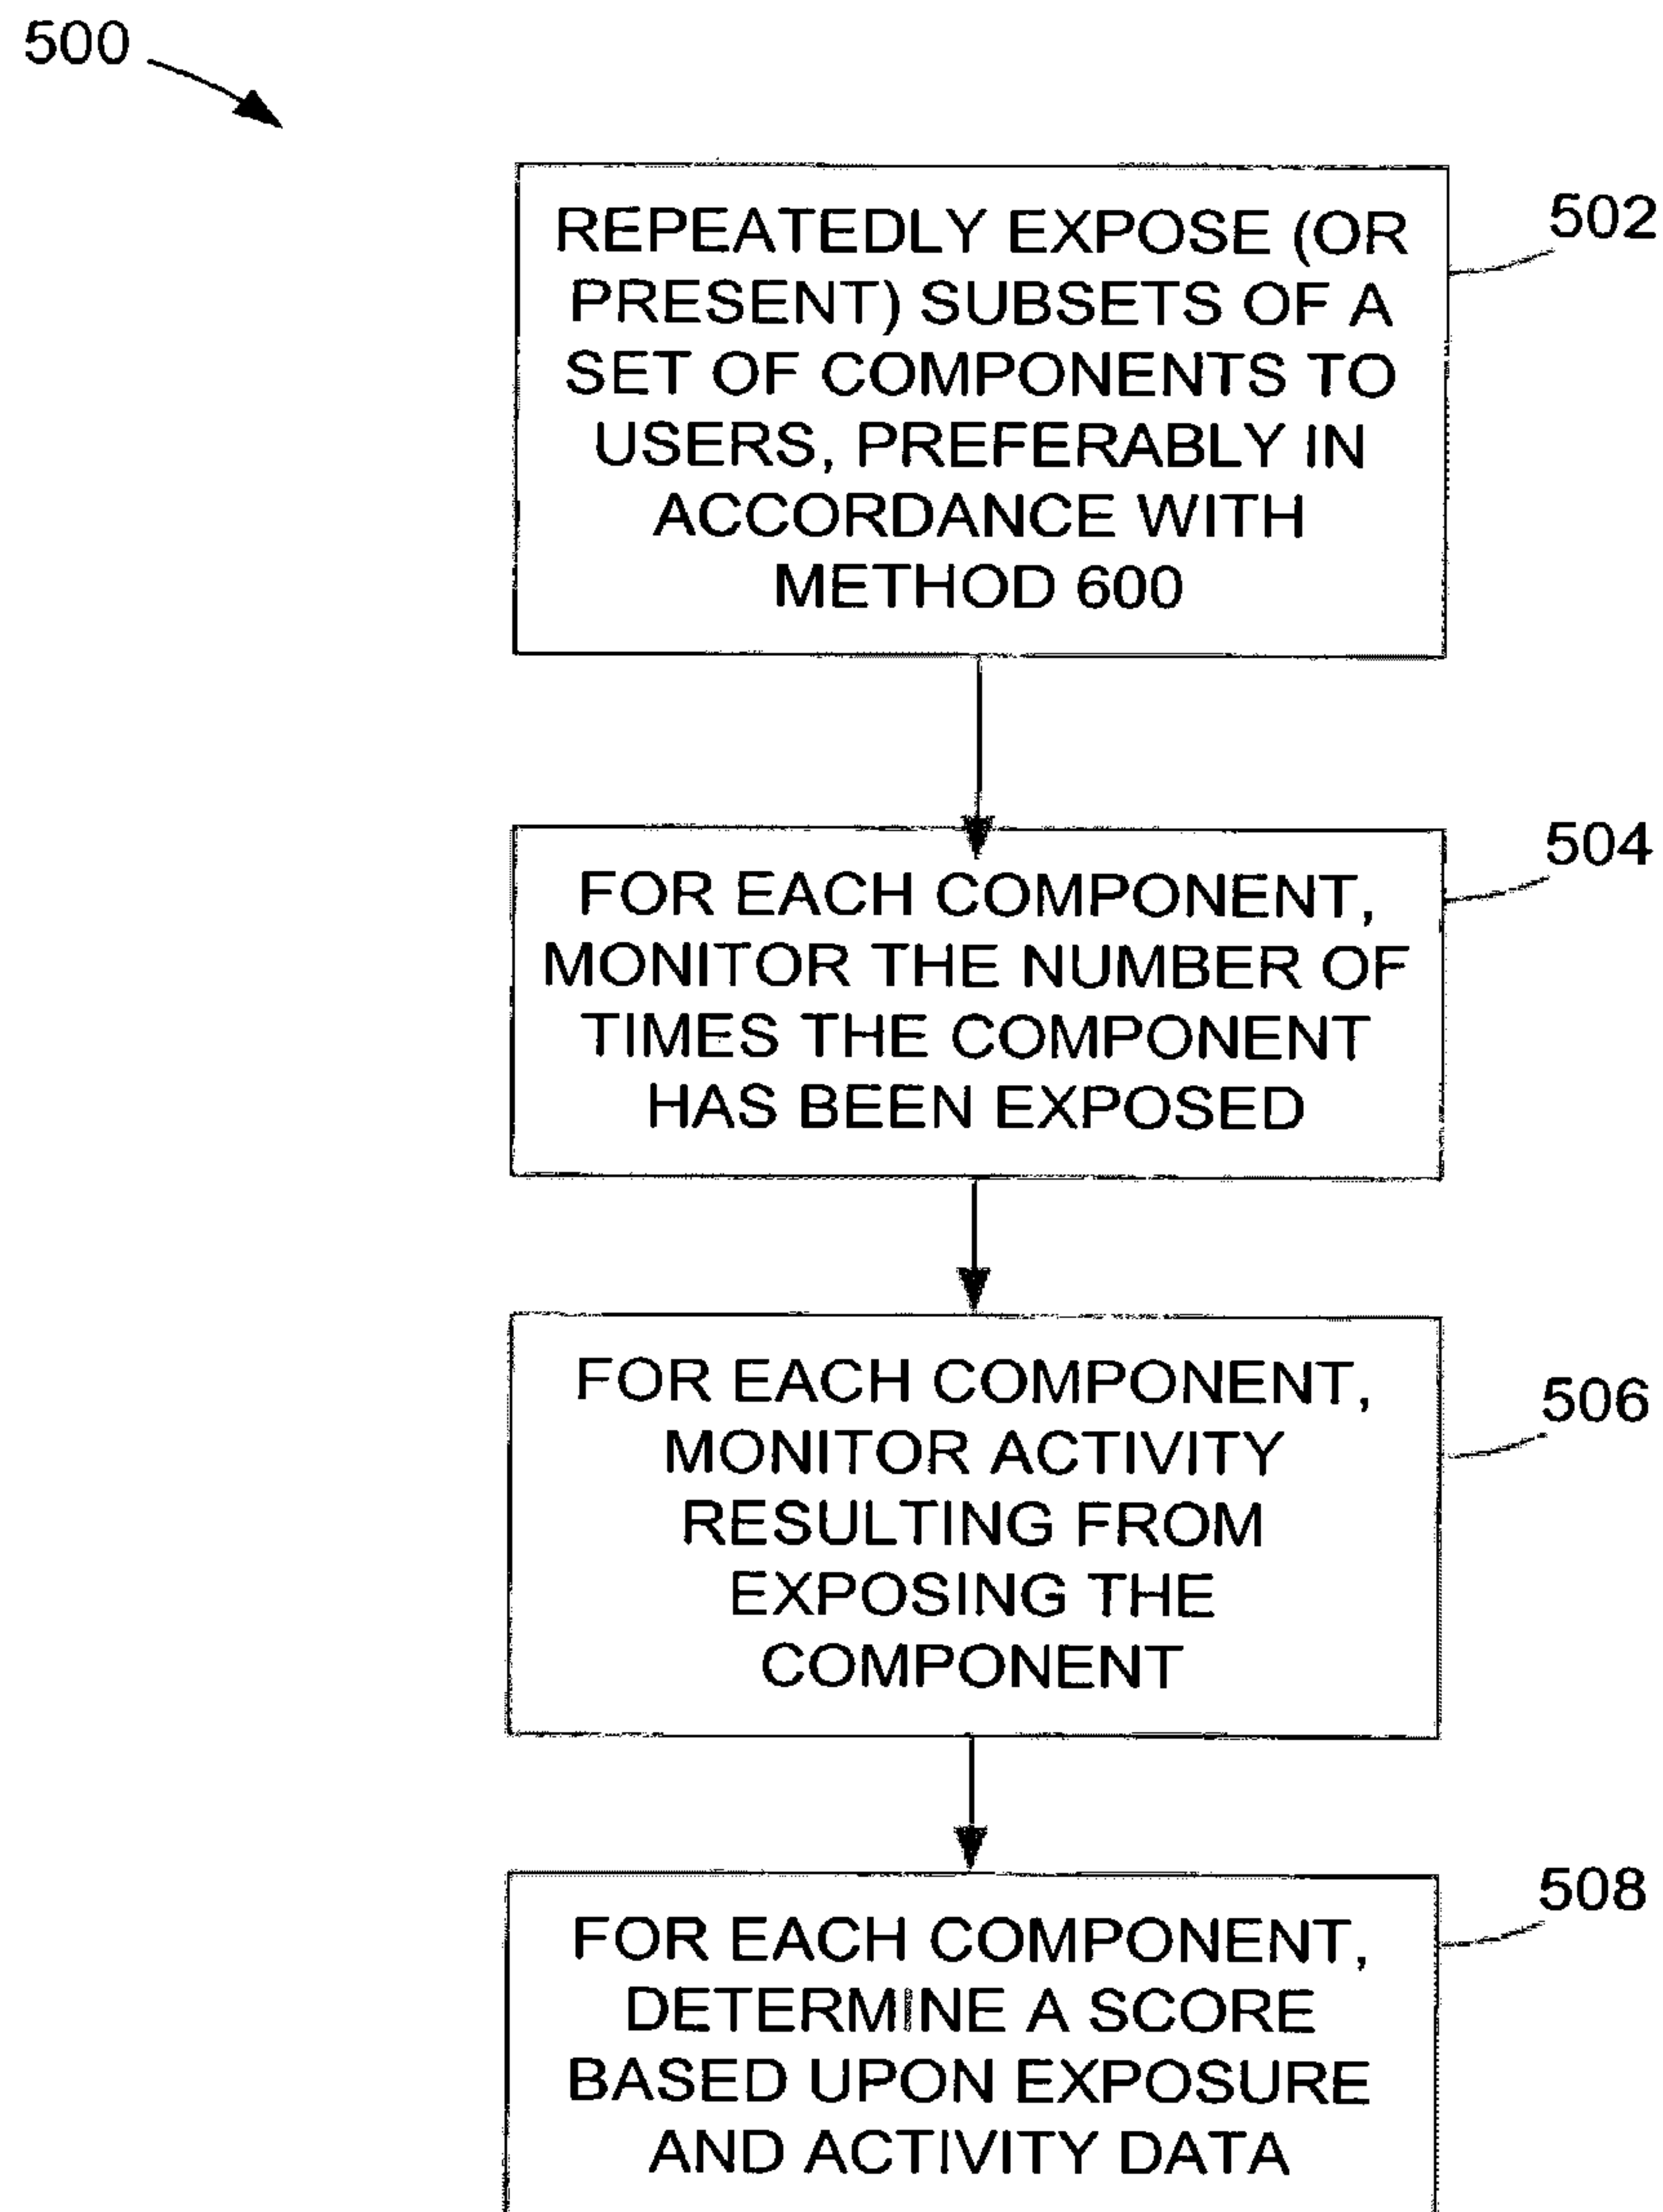 500
REPEATEDLY EXPOSE (OR
PRESENT) SUBSETS OF A
SET OF COMPONENTS TO
USERS, PREFERABLY IN
ACCORDANCE WITH
METHOD 600
502
FOR EACH COMPONENT,
MONITOR THE NUMBER OF
TIMES THE COMPONENT
HAS BEEN EXPOSED
504
FOR EACH COMPONENT,
MONITOR ACTIVITY
RESULTING FROM
EXPOSING THE
COMPONENT
506
FOR EACH COMPONENT,
DETERMINE A SCORE
BASED UPON EXPOSURE
AND ACTIVITY DATA
508